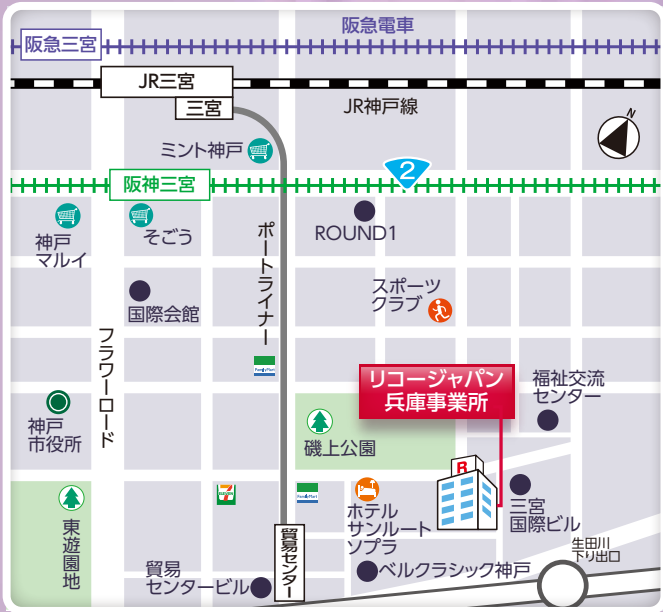 阪急電車
阪急三宮
JR三宮
三宮
JR神戸線
N
ミント神戸
2
阪神三宮
神戸
マルイ
そごう
ポートライナー
ROUND1
国際会館
スポーツ
クラブ
フラワーロード
FamilyMart
リコージャパン
兵庫事業所
福祉交流
センター
神戸
市役所
磯上公園
R
東遊園地
7
ELEVEN
FamilyMart
ホテル
サンルート
ソプラ
三宮
国際ビル
貿易センター
生田川
下り出口
貿易
センタービル
ベルクラシック神戸